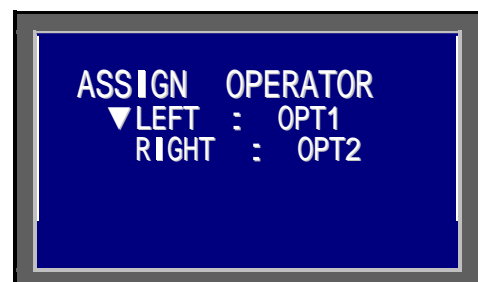 ASSIGN OPERATOR
▼LEFT : OPT1
RIGHT : OPT2